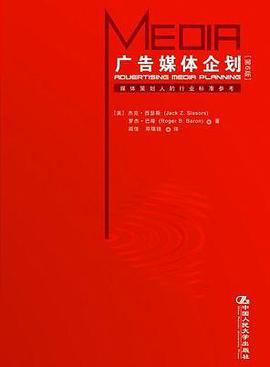 MEDIA
广告媒体企划
[第6版]
ADVERTISING MEDIA PLANNING
媒体策划人的行业标准参考
[美] 杰克·西瑟斯 (Jack Z. Sissors)
罗杰·巴隆 (Roger B. Baron) 著
闾佳 邓瑞锁 译
中国人民大学出版社